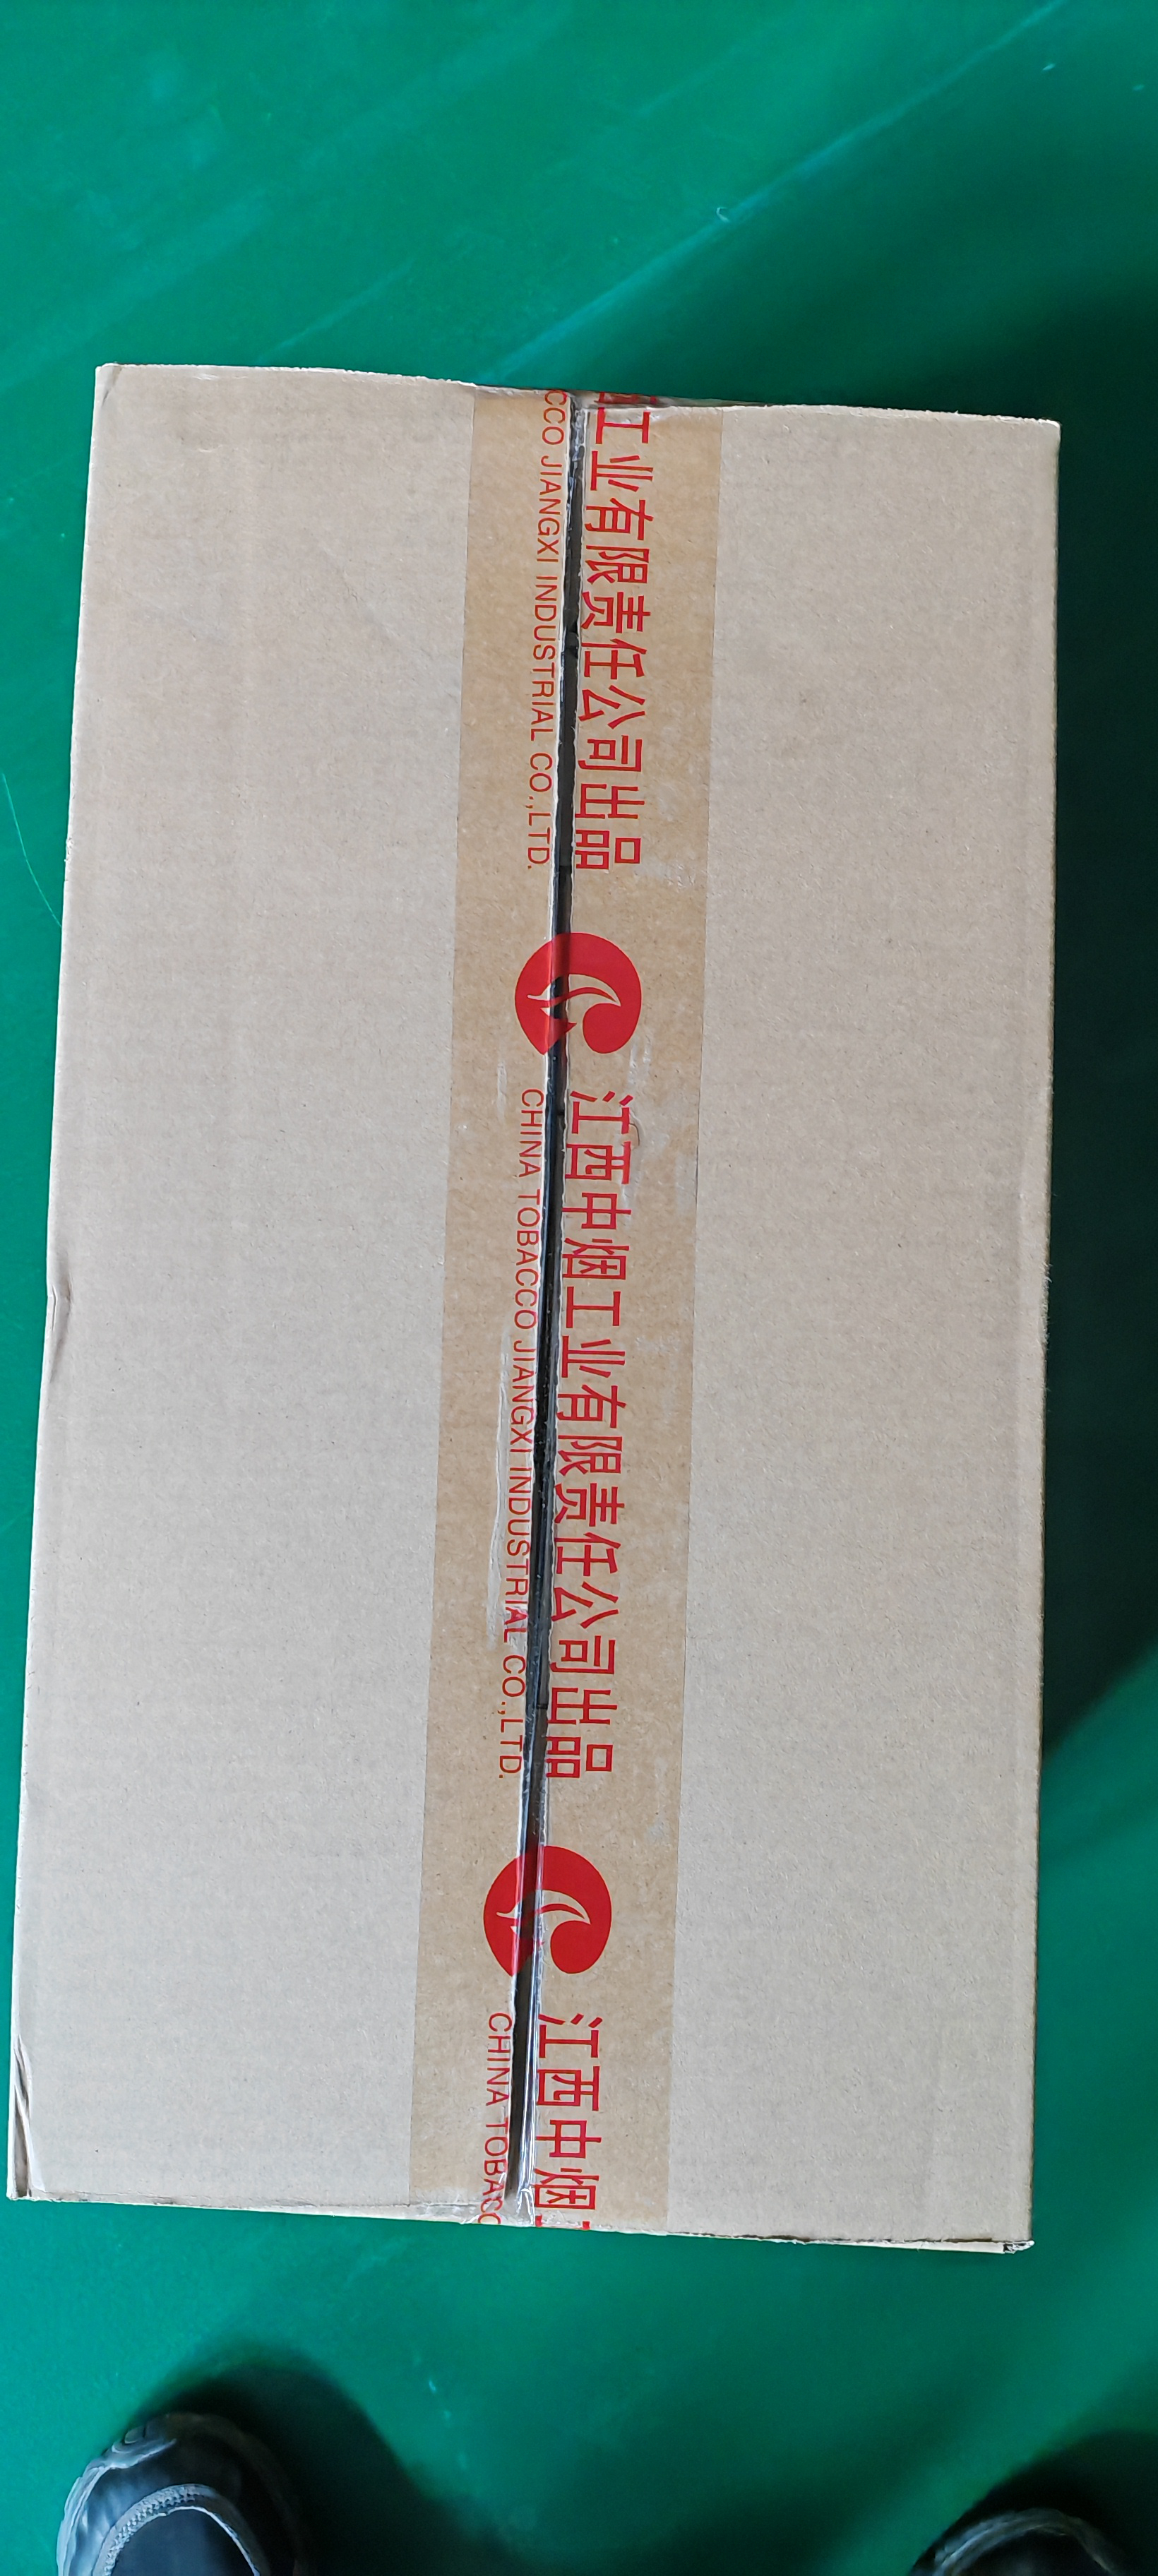 工业有限责任公司出品
CCO JIANGXI INDUSTRIAL CO.,LTD.
江西中烟工业有限责任公司出品
CHINA TOBACCO JIANGXI INDUSTRIAL CO.,LTD.
江西中烟
CHINA TOBACC